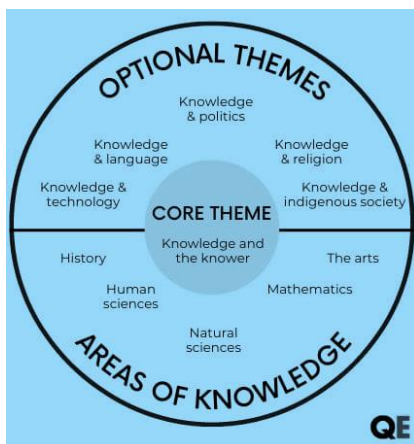 OPTIONAL THEMES
Knowledge
& politics
Knowledge
& language
Knowledge
& religion
Knowledge &
technology
Knowledge &
indigenous society
CORE THEME
Knowledge and
the knower
History
The arts
Human
sciences
Mathematics
Natural
sciences
AREAS OF KNOWLEDGE
QE